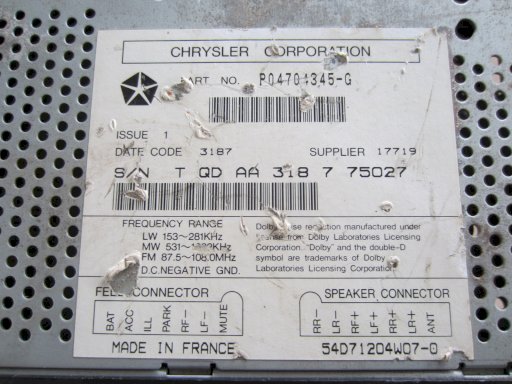 CHRYSLER CORPORATION
PART NO. P04704345-G
ISSUE 1
DATE CODE 3187 SUPPLIER 17719
S/N T QD AA 318 7 75027
FREQUENCY RANGE
LW 153~281KHz
MW 531~
FM 87.5~108.0MHz
D.C. NEGATIVE GND.
Dolby noise reduction manufactured under
license from Dolby Laboratories Licensing
Corporation. "Dolby" and the double-D
symbol are trademarks of Dolby
Laboratories Licensing Corporation.
CONNECTOR
BAT ACC ILL PARK RF- LF- MUTE
SPEAKER CONNECTOR
RR- LR- RF+ LF+ RR+ LR+ ANT
MADE IN FRANCE 54D71204W07-0